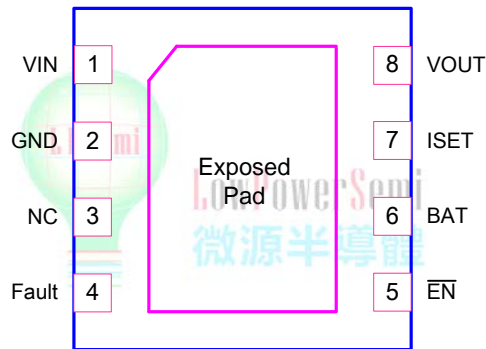 VIN 1 8 VOUT
GND 2 7 ISET
Exposed
Pad
LowPowerSemi
NC 3 6 BAT
微源半導體
Fault 4 5 E̅N̅